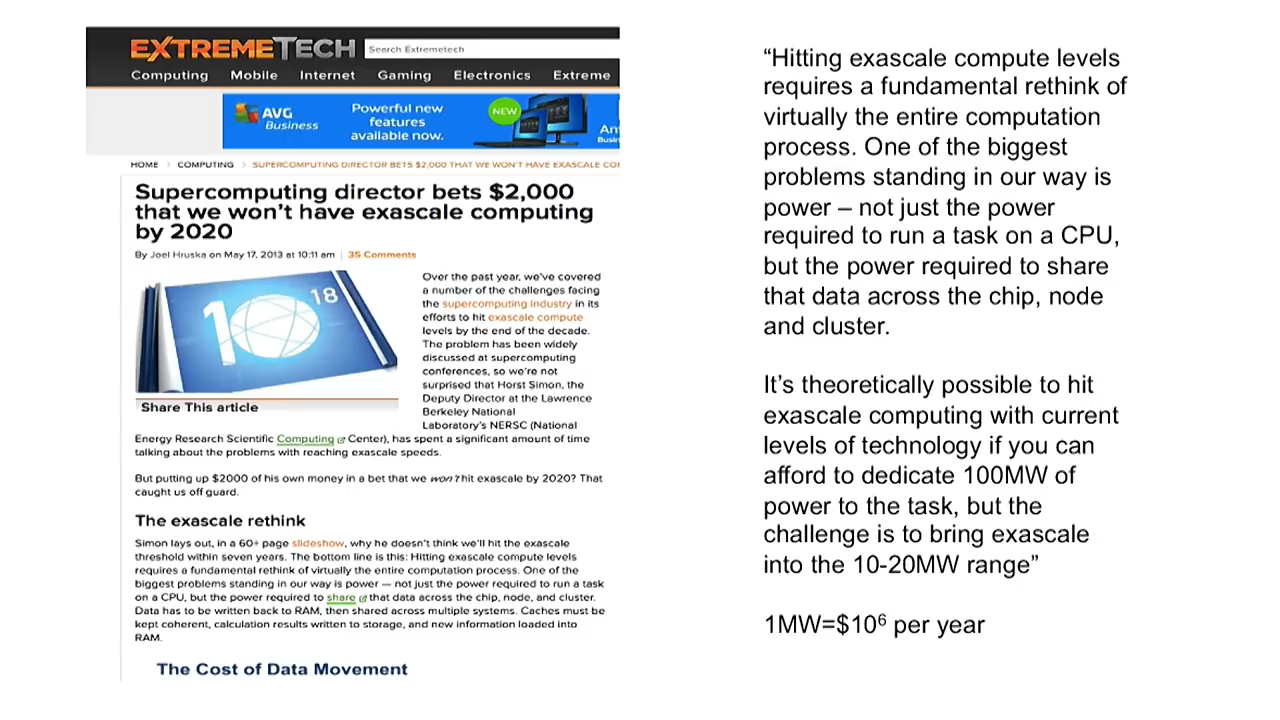 EXTREMETECH
Search Extremetech
Computing Mobile Internet Gaming Electronics Extreme
AVG
Business
Powerful new
features
available now.
NEW
An
Busin
HOME > COMPUTING > SUPERCOMPUTING DIRECTOR BETS $2,000 THAT WE WON'T HAVE EXASCALE COM
Supercomputing director bets $2,000
that we won't have exascale computing
by 2020
By Joel Hruska on May 17, 2013 at 10:11 am | 35 Comments
10 18
Share This article
Over the past year, we've covered
a number of the challenges facing
the supercomputing industry in its
efforts to hit exascale compute
levels by the end of the decade.
The problem has been widely
discussed at supercomputing
conferences, so we're not
surprised that Horst Simon, the
Deputy Director at the Lawrence
Berkeley National
Laboratory's NERSC (National
Energy Research Scientific Computing Center), has spent a significant amount of time
talking about the problems with reaching exascale speeds.
But putting up $2000 of his own money in a bet that we won't hit exascale by 2020? That
caught us off guard.
The exascale rethink
Simon lays out, in a 60+ page slideshow, why he doesn't think we'll hit the exascale
threshold within seven years. The bottom line is this: Hitting exascale compute levels
requires a fundamental rethink of virtually the entire computation process. One of the
biggest problems standing in our way is power — not just the power required to run a task
on a CPU, but the power required to share that data across the chip, node, and cluster.
Data has to be written back to RAM, then shared across multiple systems. Caches must be
kept coherent, calculation results written to storage, and new information loaded into
RAM.
The Cost of Data Movement
“Hitting exascale compute levels
requires a fundamental rethink of
virtually the entire computation
process. One of the biggest
problems standing in our way is
power – not just the power
required to run a task on a CPU,
but the power required to share
that data across the chip, node
and cluster.
It’s theoretically possible to hit
exascale computing with current
levels of technology if you can
afford to dedicate 100MW of
power to the task, but the
challenge is to bring exascale
into the 10-20MW range”
1MW=$10⁶ per year